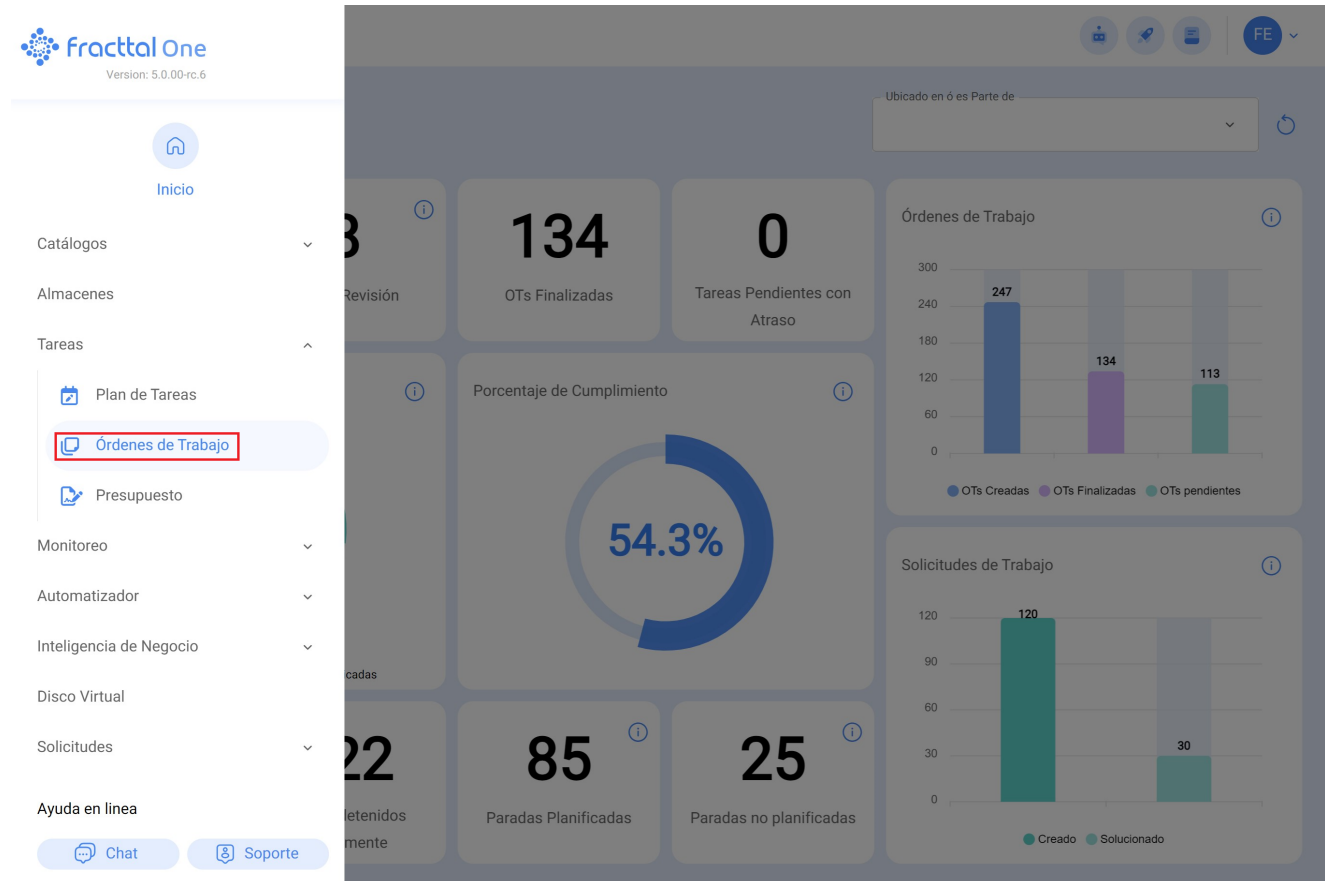 Fracttal One
Version: 5.0.00-rc.6
Inicio
Catálogos
Almacenes
Tareas
Plan de Tareas
Órdenes de Trabajo
Presupuesto
Monitoreo
Automatizador
Inteligencia de Negocio
Disco Virtual
Solicitudes
Ayuda en linea
Chat
Soporte
FE
Ubicado en ó es Parte de
Revisión
134
OTs Finalizadas
0
Tareas Pendientes con
Atraso
Órdenes de Trabajo
300
240
180
120
60
0
247
134
113
OTs Creadas
OTs Finalizadas
OTs pendientes
cadas
Porcentaje de Cumplimiento
54.3%
Solicitudes de Trabajo
120
90
60
30
0
120
30
Creado
Solucionado
22
detenidos
mente
85
Paradas Planificadas
25
Paradas no planificadas